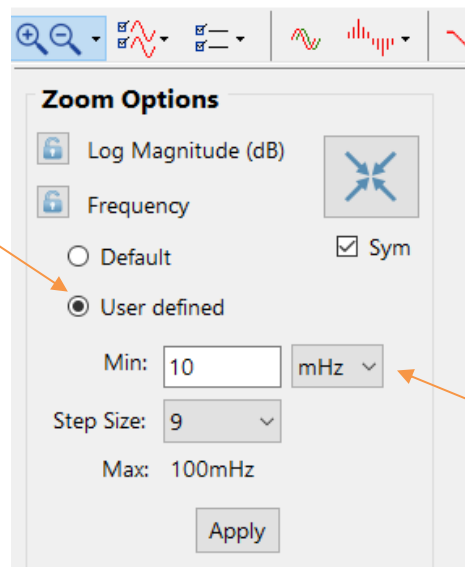 Zoom Options
Log Magnitude (dB)
Frequency
Sym
Default
User defined
Min: 10 mHz
Step Size: 9
Max: 100mHz
Apply